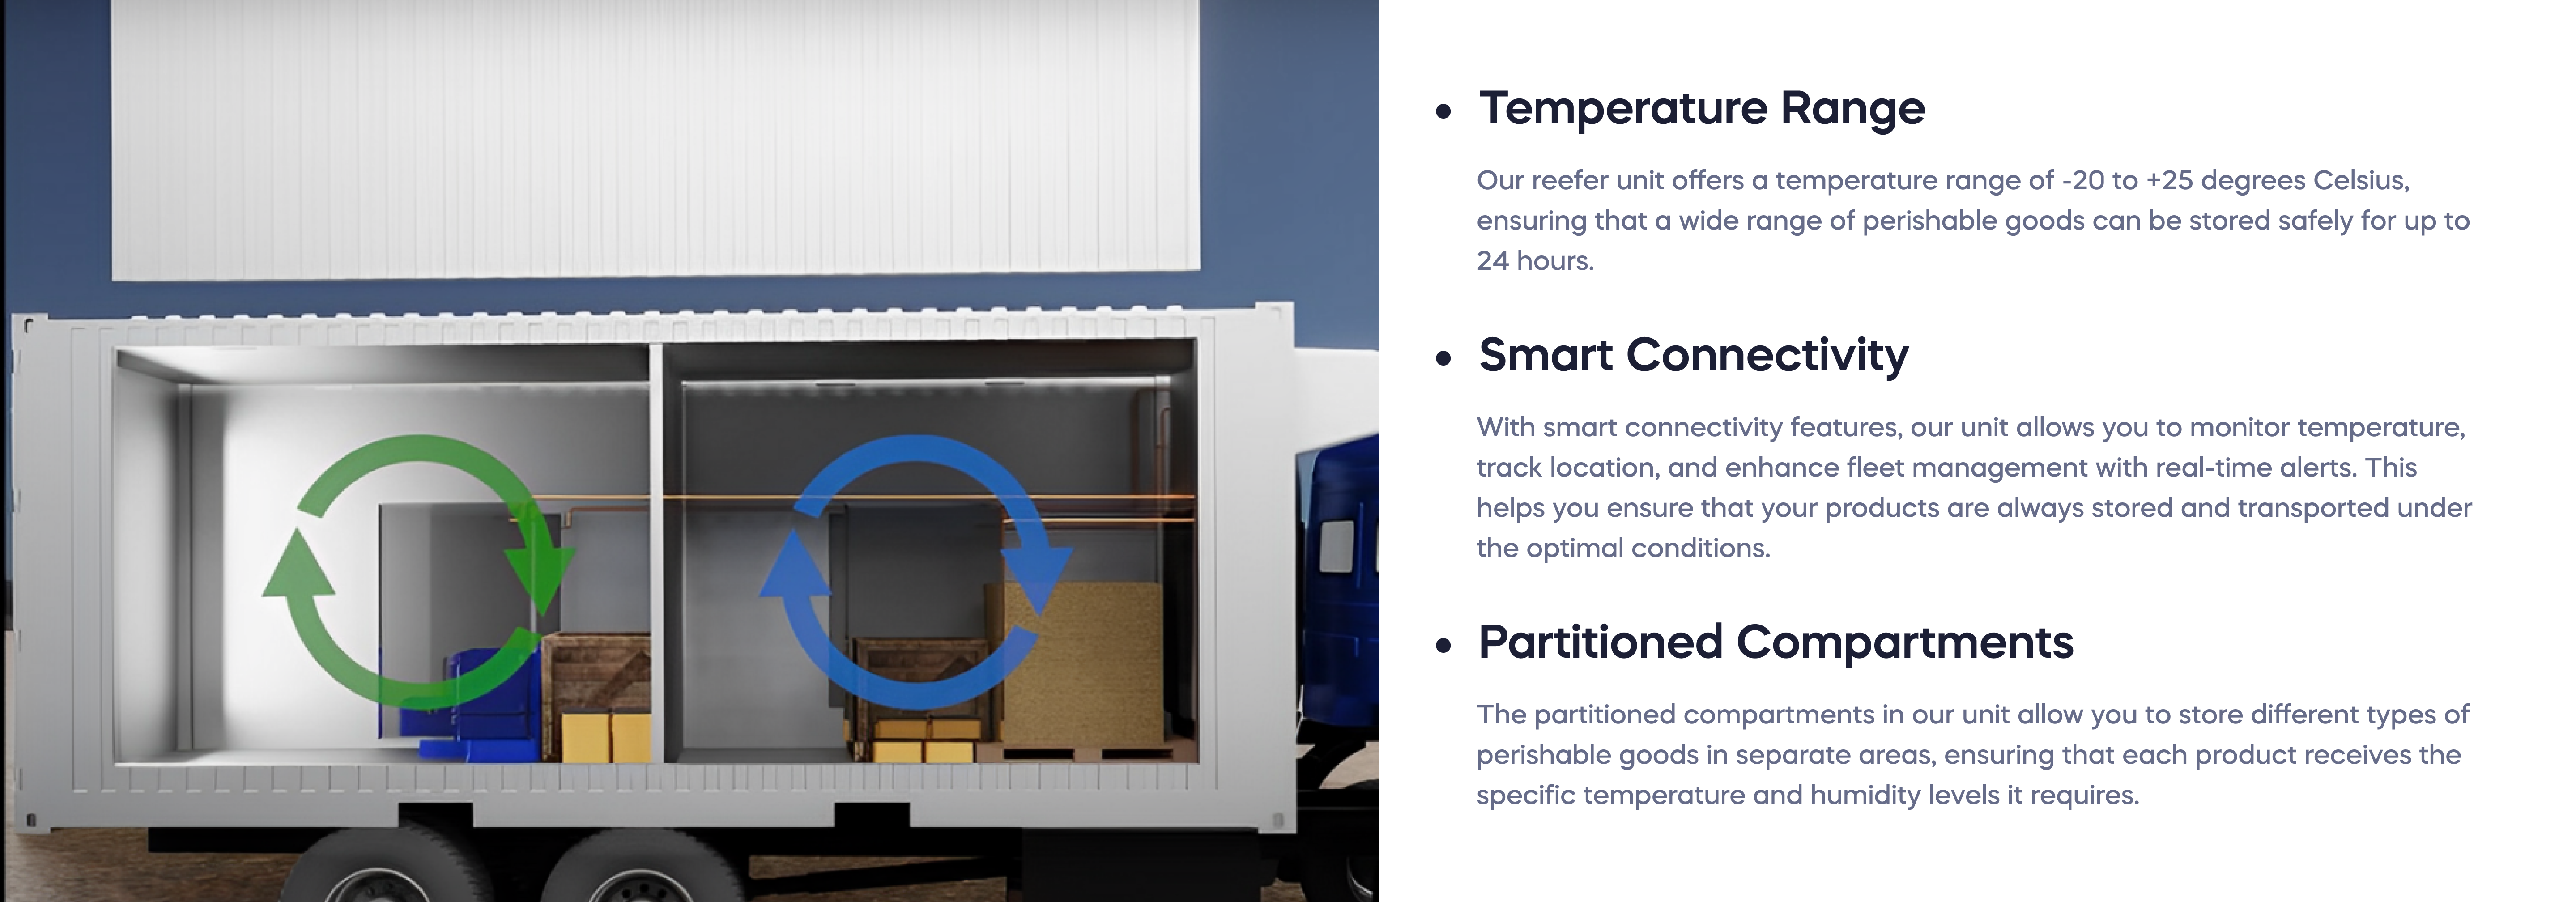 • Temperature Range
Our reefer unit offers a temperature range of -20 to +25 degrees Celsius,
ensuring that a wide range of perishable goods can be stored safely for up to
24 hours.
• Smart Connectivity
With smart connectivity features, our unit allows you to monitor temperature,
track location, and enhance fleet management with real-time alerts. This
helps you ensure that your products are always stored and transported under
the optimal conditions.
• Partitioned Compartments
The partitioned compartments in our unit allow you to store different types of
perishable goods in separate areas, ensuring that each product receives the
specific temperature and humidity levels it requires.